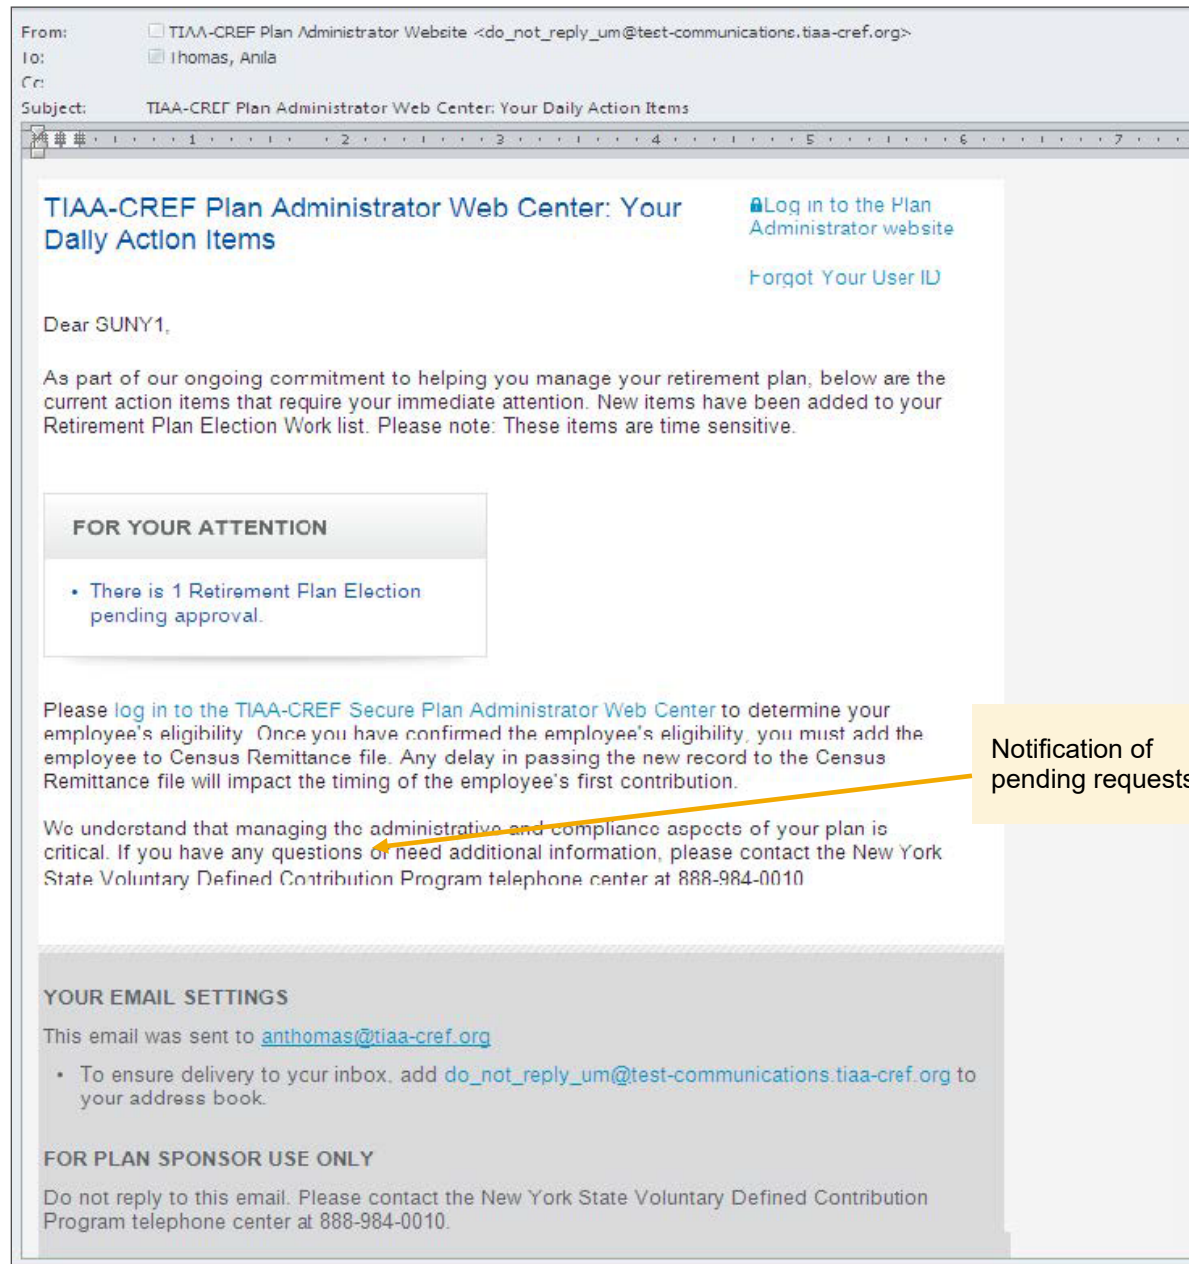 From: TIAA-CREF Plan Administrator Website <do_not_reply_um@test-communications.tiaa-cref.org>
To: Thomas, Anila
Cc:
Subject: TIAA-CREF Plan Administrator Web Center: Your Daily Action Items
1 2 3 4 5 6 7
TIAA-CREF Plan Administrator Web Center: Your
Daily Action Items
Log in to the Plan
Administrator website
Forgot Your User ID
Dear SUNY1,
As part of our ongoing commitment to helping you manage your retirement plan, below are the
current action items that require your immediate attention. New items have been added to your
Retirement Plan Election Work list. Please note: These items are time sensitive.
FOR YOUR ATTENTION
• There is 1 Retirement Plan Election
pending approval.
Please log in to the TIAA-CREF Secure Plan Administrator Web Center to determine your
employee's eligibility. Once you have confirmed the employee's eligibility, you must add the
employee to Census Remittance file. Any delay in passing the new record to the Census
Remittance file will impact the timing of the employee's first contribution.
Notification of
pending requests
We understand that managing the administrative and compliance aspects of your plan is
critical. If you have any questions or need additional information, please contact the New York
State Voluntary Defined Contribution Program telephone center at 888-984-0010
YOUR EMAIL SETTINGS
This email was sent to anthomas@tiaa-cref.org
• To ensure delivery to your inbox, add do_not_reply_um@test-communications.tiaa-cref.org to
your address book.
FOR PLAN SPONSOR USE ONLY
Do not reply to this email. Please contact the New York State Voluntary Defined Contribution
Program telephone center at 888-984-0010.